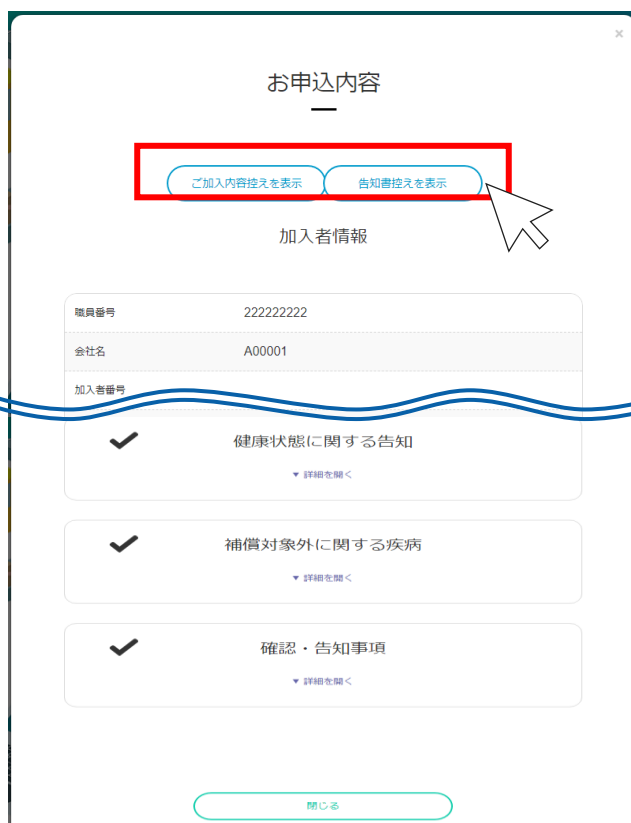 ×
お申込内容
ご加入内容控えを表示 告知書控えを表示
加入者情報
職員番号 222222222
会社名 A00001
加入者番号
健康状態に関する告知
▼ 詳細を開く
補償対象外に関する疾病
▼ 詳細を開く
確認・告知事項
▼ 詳細を開く
閉じる